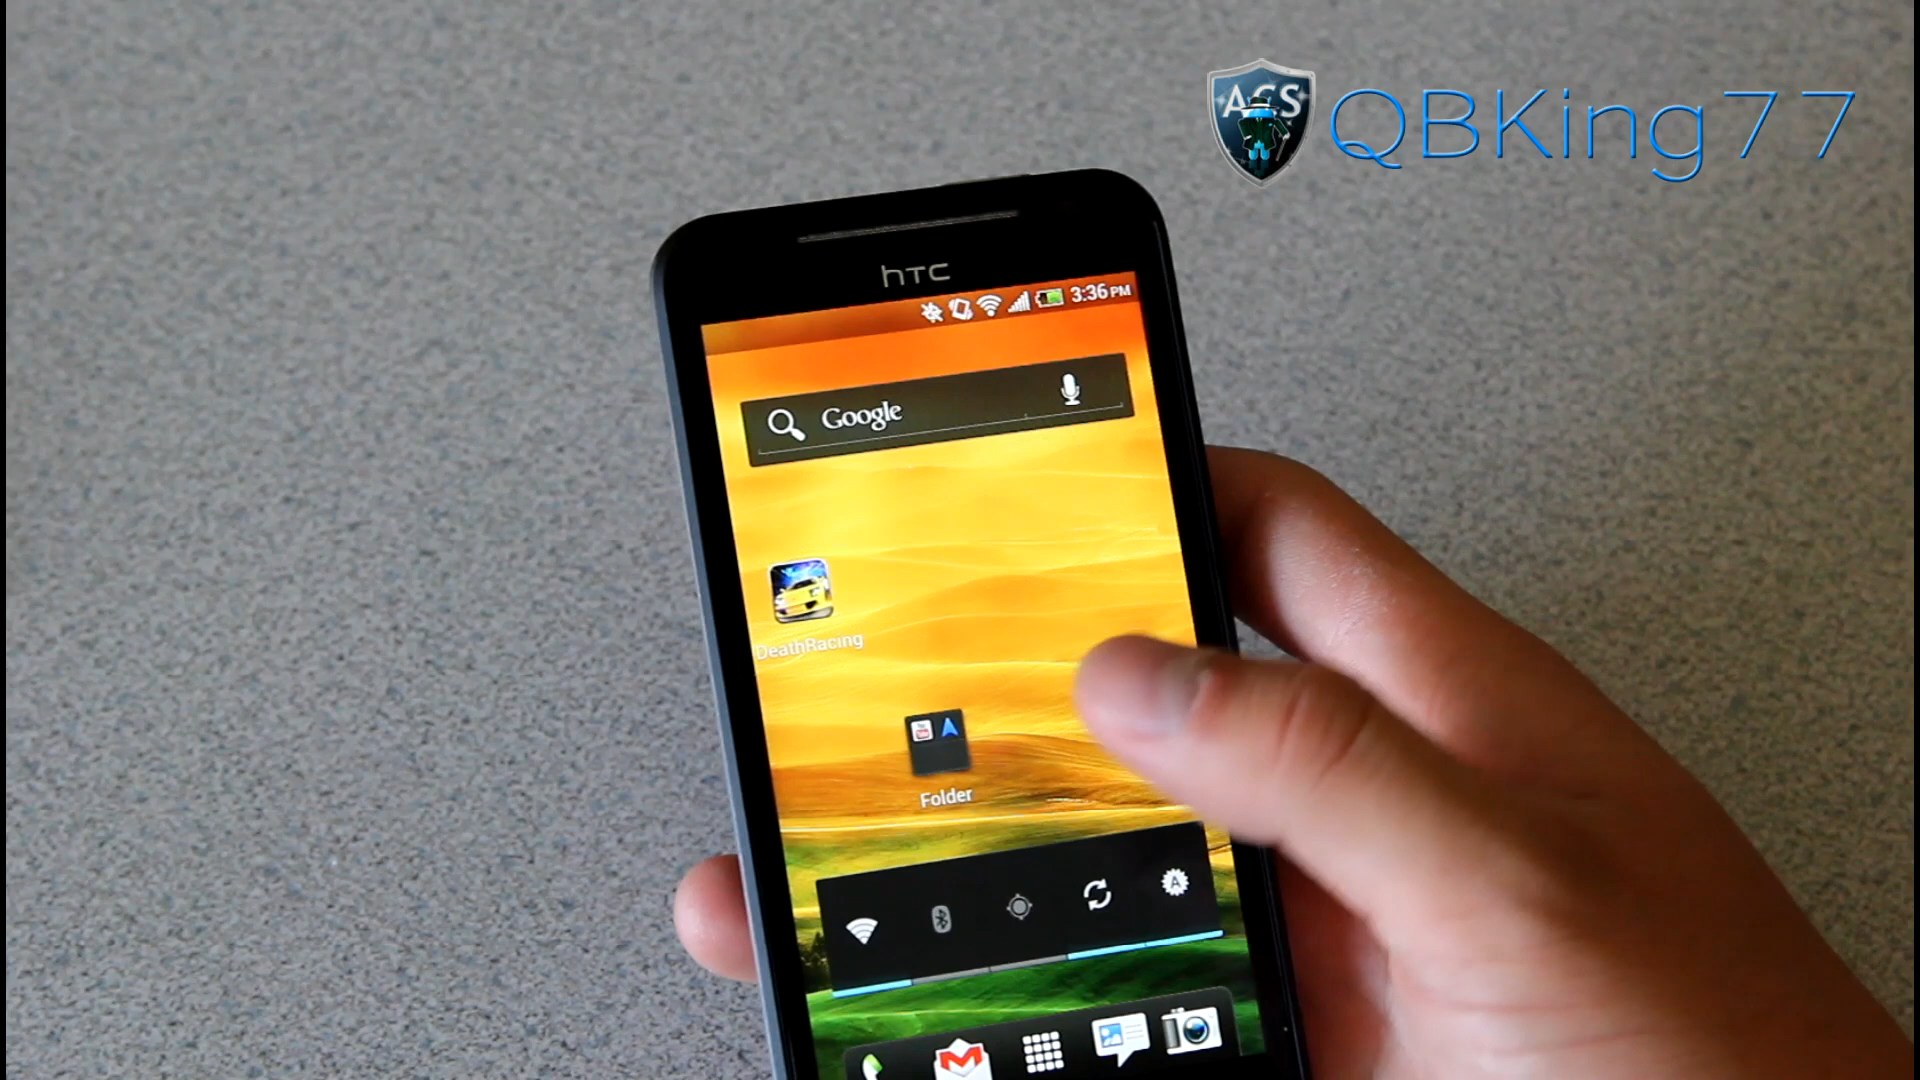 ACS
QBKing77
hTC
3:36 PM
Google
DeathRacing
Folder
A